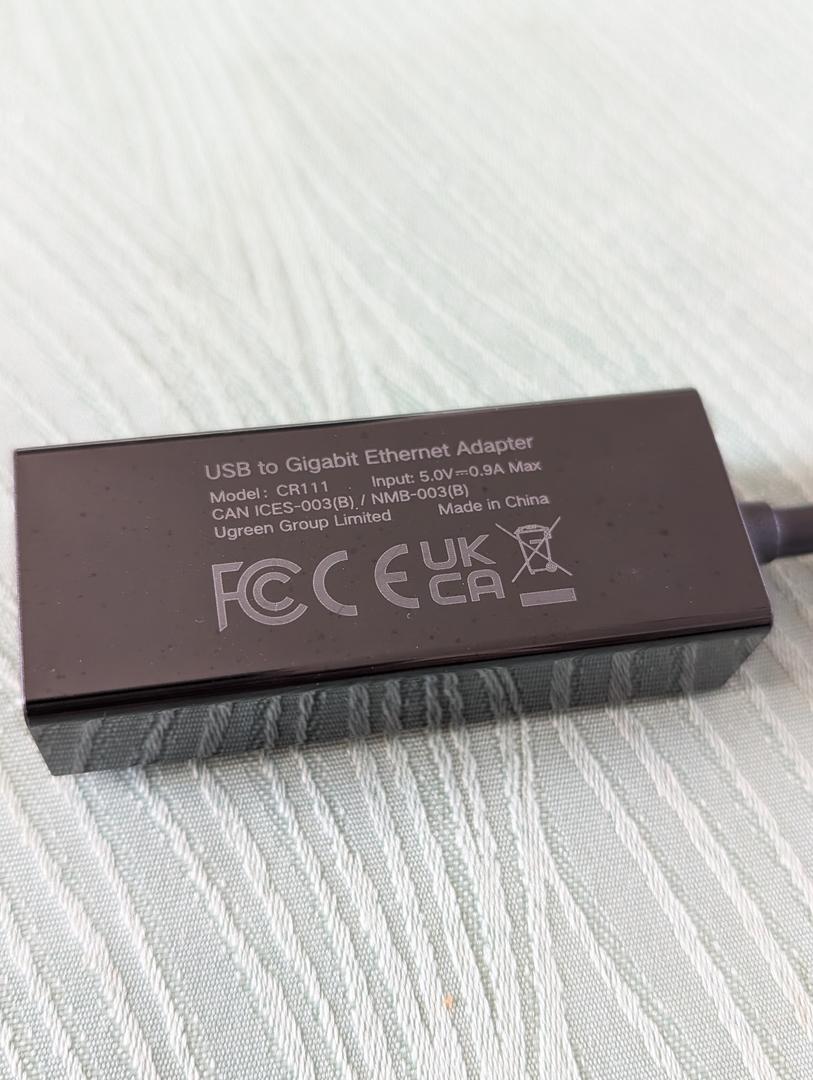 USB to Gigabit Ethernet Adapter
Model: CR111 Input: 5.0V⎓0.9A Max
CAN ICES-003(B) / NMB-003(B)
Ugreen Group Limited Made in China
FCC CE UK
CA